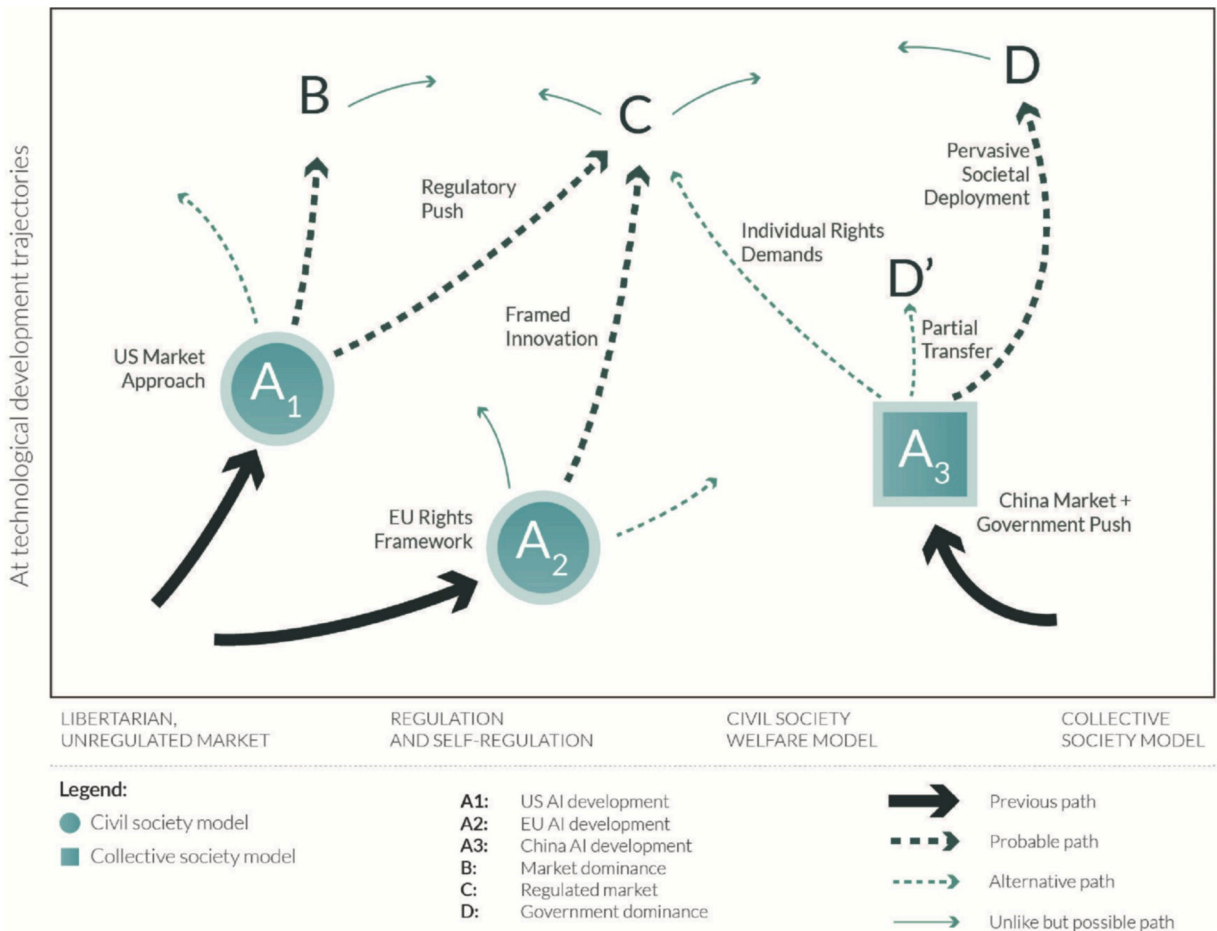 At technological development trajectories
B
C
D
Regulatory
Push
Pervasive
Societal
Deployment
Individual Rights
Demands
D’
Framed
Innovation
Partial
Transfer
US Market
Approach
A1
A3
EU Rights
Framework
A2
China Market +
Government Push
LIBERTARIAN,
UNREGULATED MARKET
REGULATION
AND SELF-REGULATION
CIVIL SOCIETY
WELFARE MODEL
COLLECTIVE
SOCIETY MODEL
Legend:
Civil society model
Collective society model
A1: US AI development
A2: EU AI development
A3: China AI development
B: Market dominance
C: Regulated market
D: Government dominance
Previous path
Probable path
Alternative path
Unlike but possible path